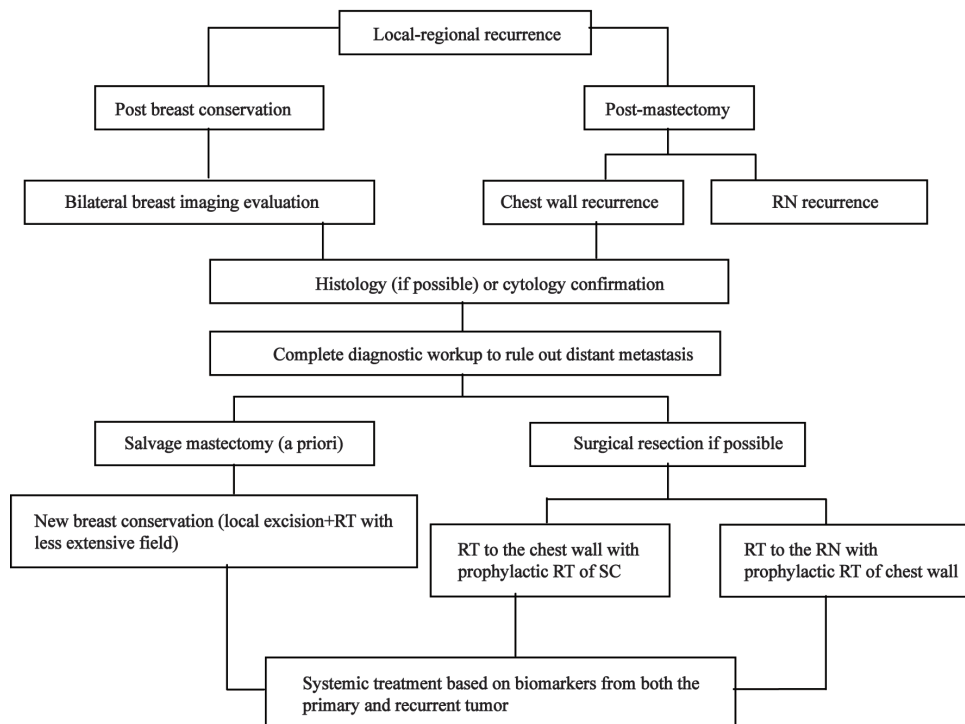 Local-regional recurrence
Post breast conservation
Post-mastectomy
Bilateral breast imaging evaluation
Chest wall recurrence
RN recurrence
Histology (if possible) or cytology confirmation
Complete diagnostic workup to rule out distant metastasis
Salvage mastectomy (a priori)
Surgical resection if possible
New breast conservation (local excision+RT with
less extensive field)
RT to the chest wall with
prophylactic RT of SC
RT to the RN with
prophylactic RT of chest wall
Systemic treatment based on biomarkers from both the
primary and recurrent tumor